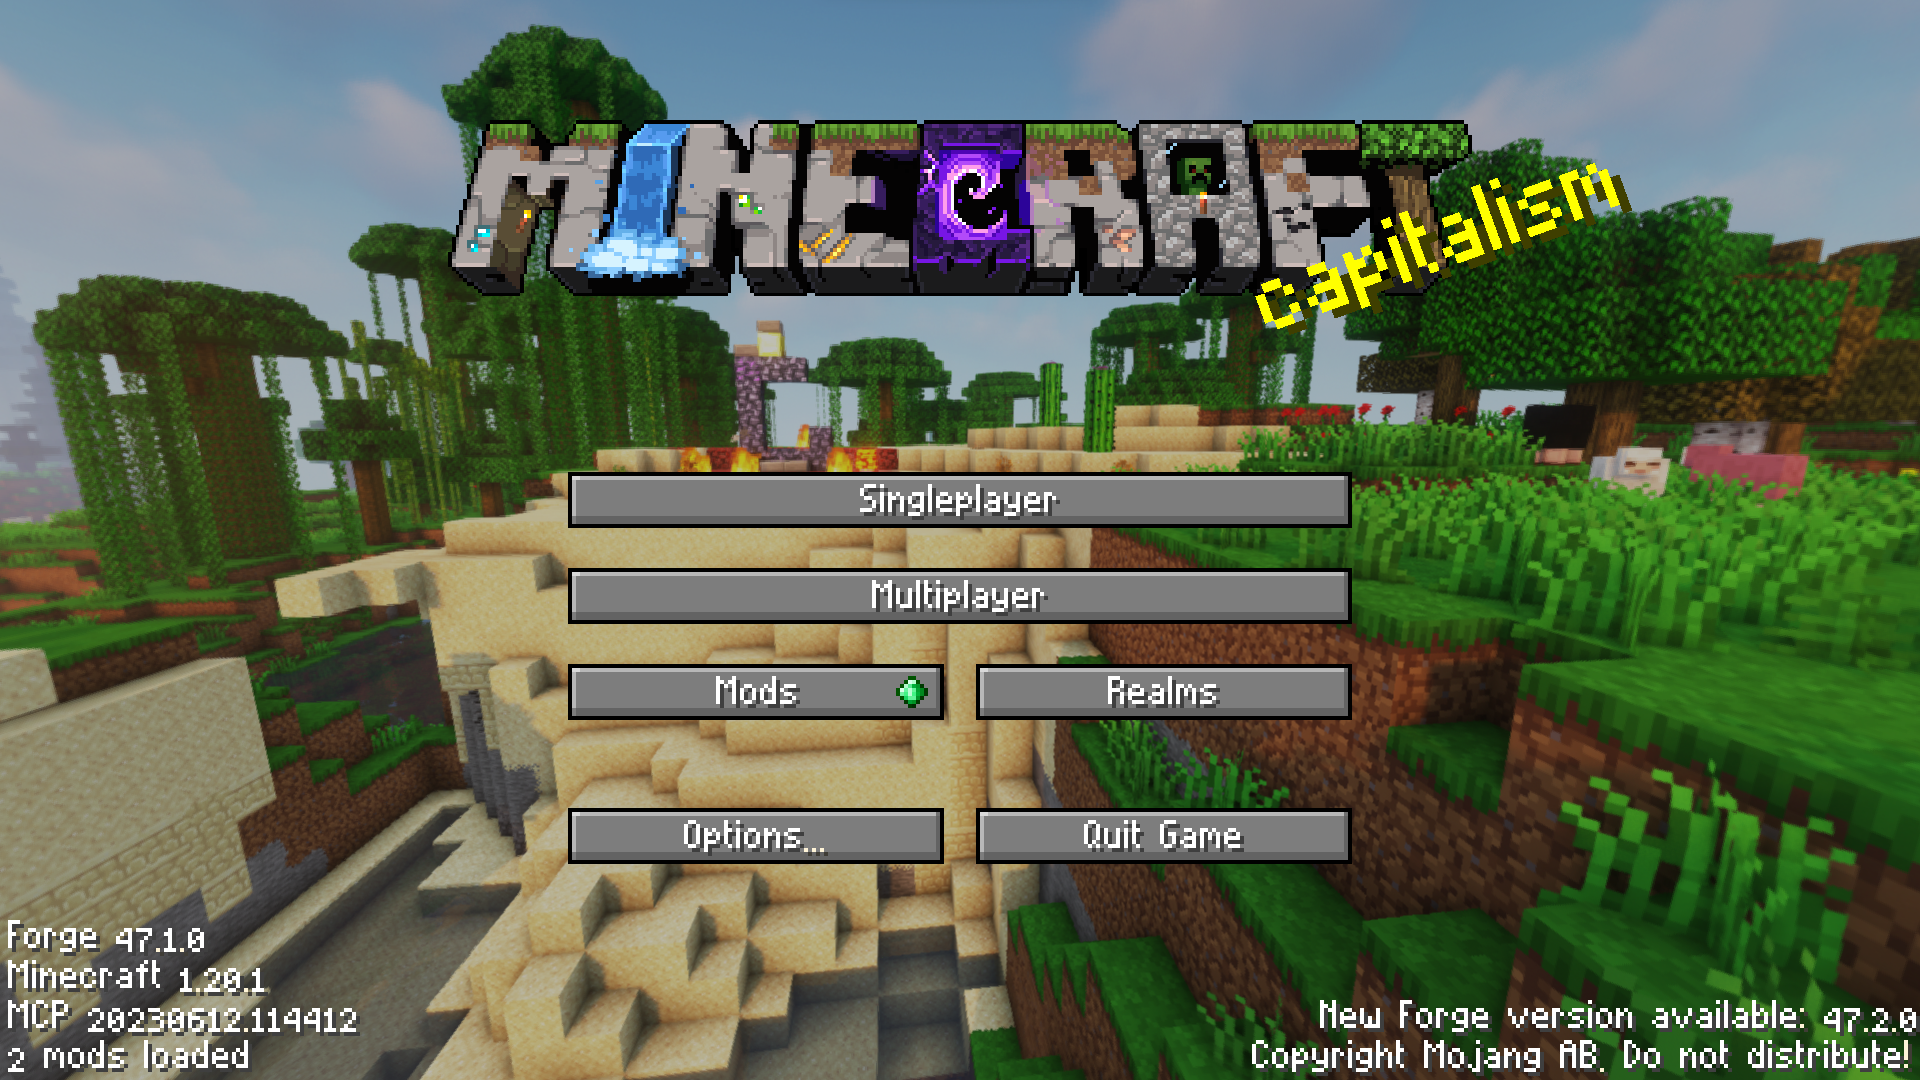 MINECRAFT
capitalism
Singleplayer
Multiplayer
Mods
Realms
Options...
Quit Game
Forge 47.1.0
Minecraft 1.20.1
MCP 20230612.114412
2 mods loaded
New Forge version available: 47.2.0
Copyright Mojang AB. Do not distribute!